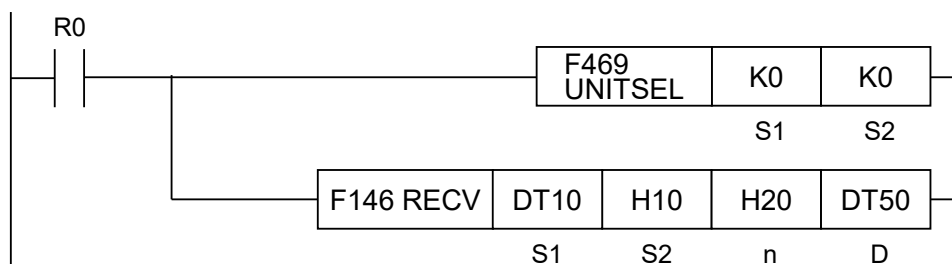 R0
F469
UNITSEL
K0
K0
S1
S2
F146 RECV
DT10
H10
H20
DT50
S1
S2
n
D